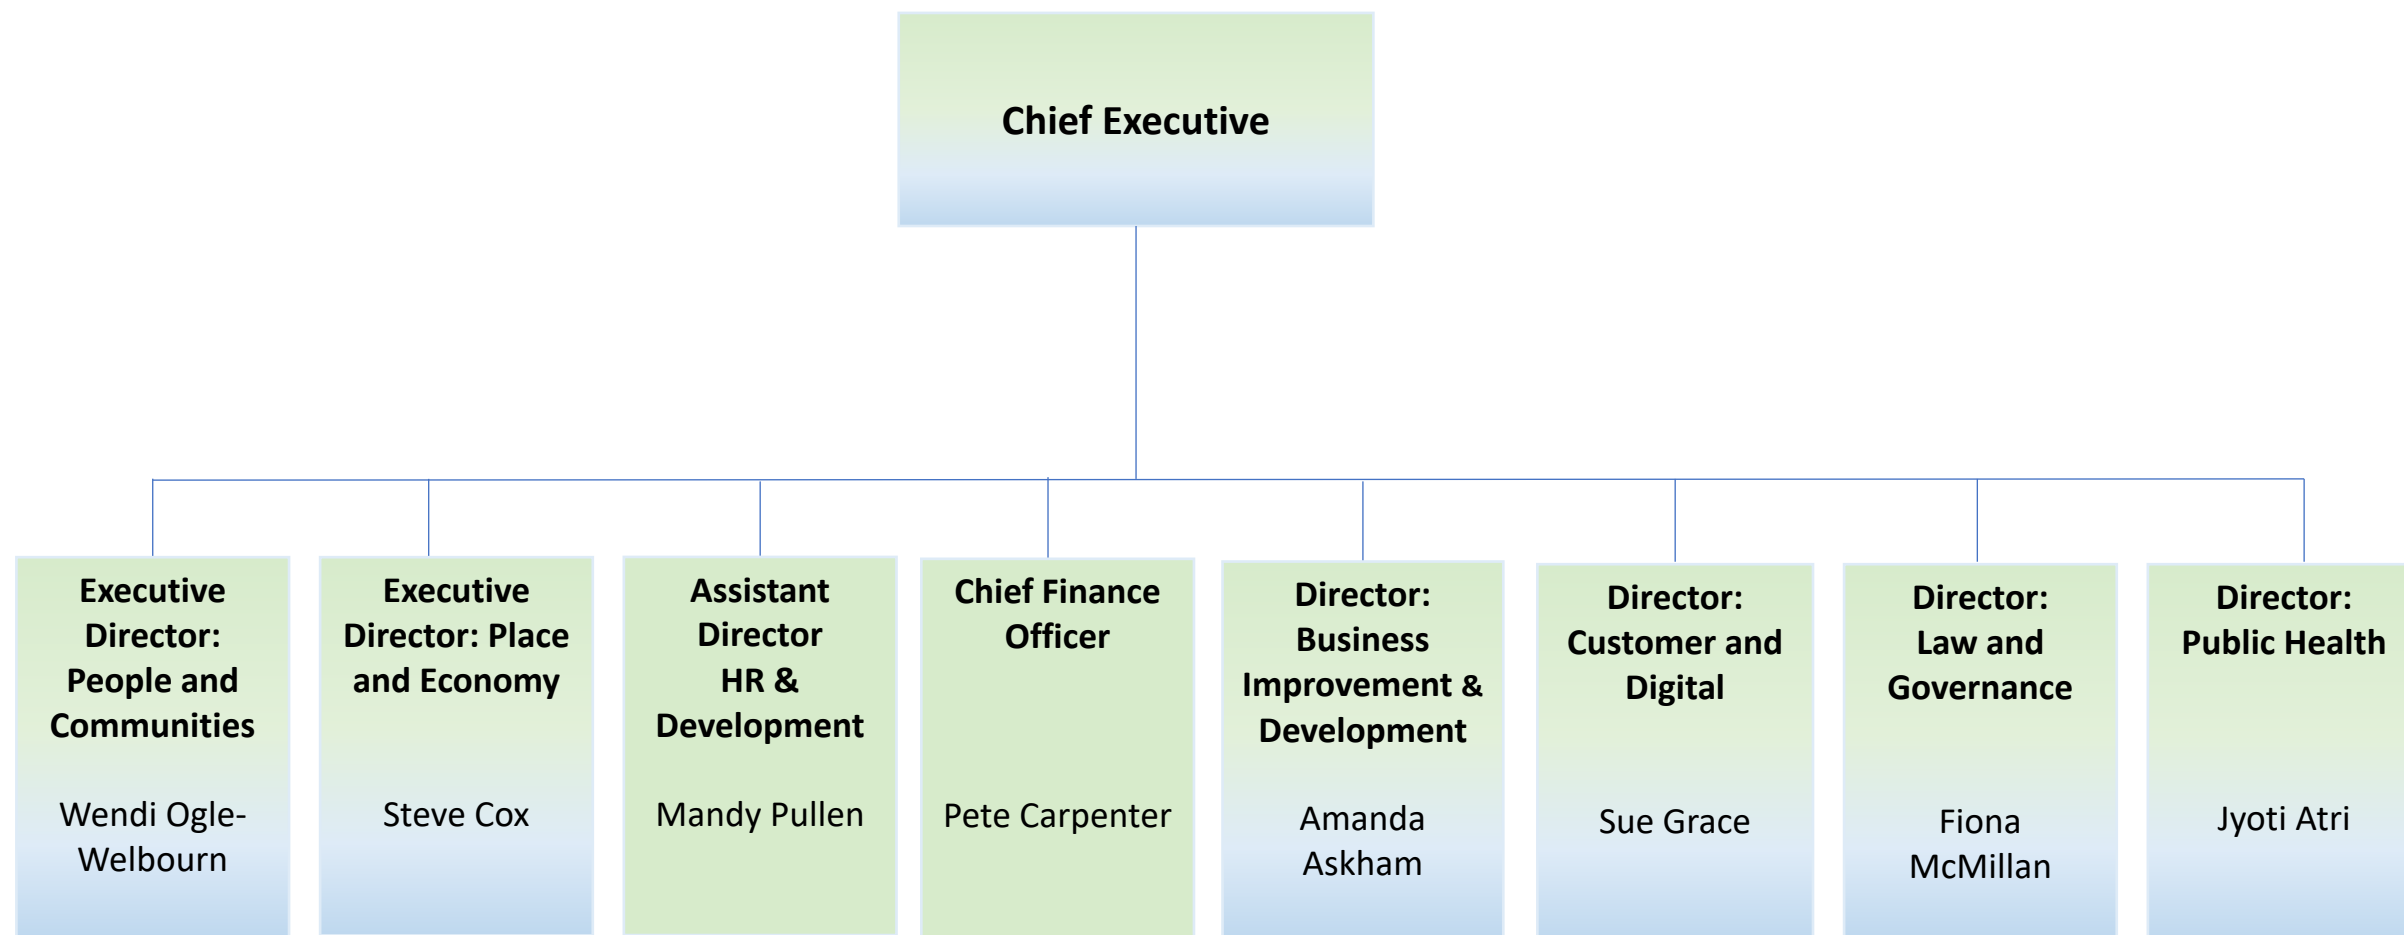 Chief Executive
Executive
Director:
People and
Communities
Wendi Ogle-
Welbourn
Executive
Director: Place
and Economy
Steve Cox
Assistant
Director
HR &
Development
Mandy Pullen
Chief Finance
Officer
Pete Carpenter
Director:
Business
Improvement &
Development
Amanda
Askham
Director:
Customer and
Digital
Sue Grace
Director:
Law and
Governance
Fiona
McMillan
Director:
Public Health
Jyoti Atri